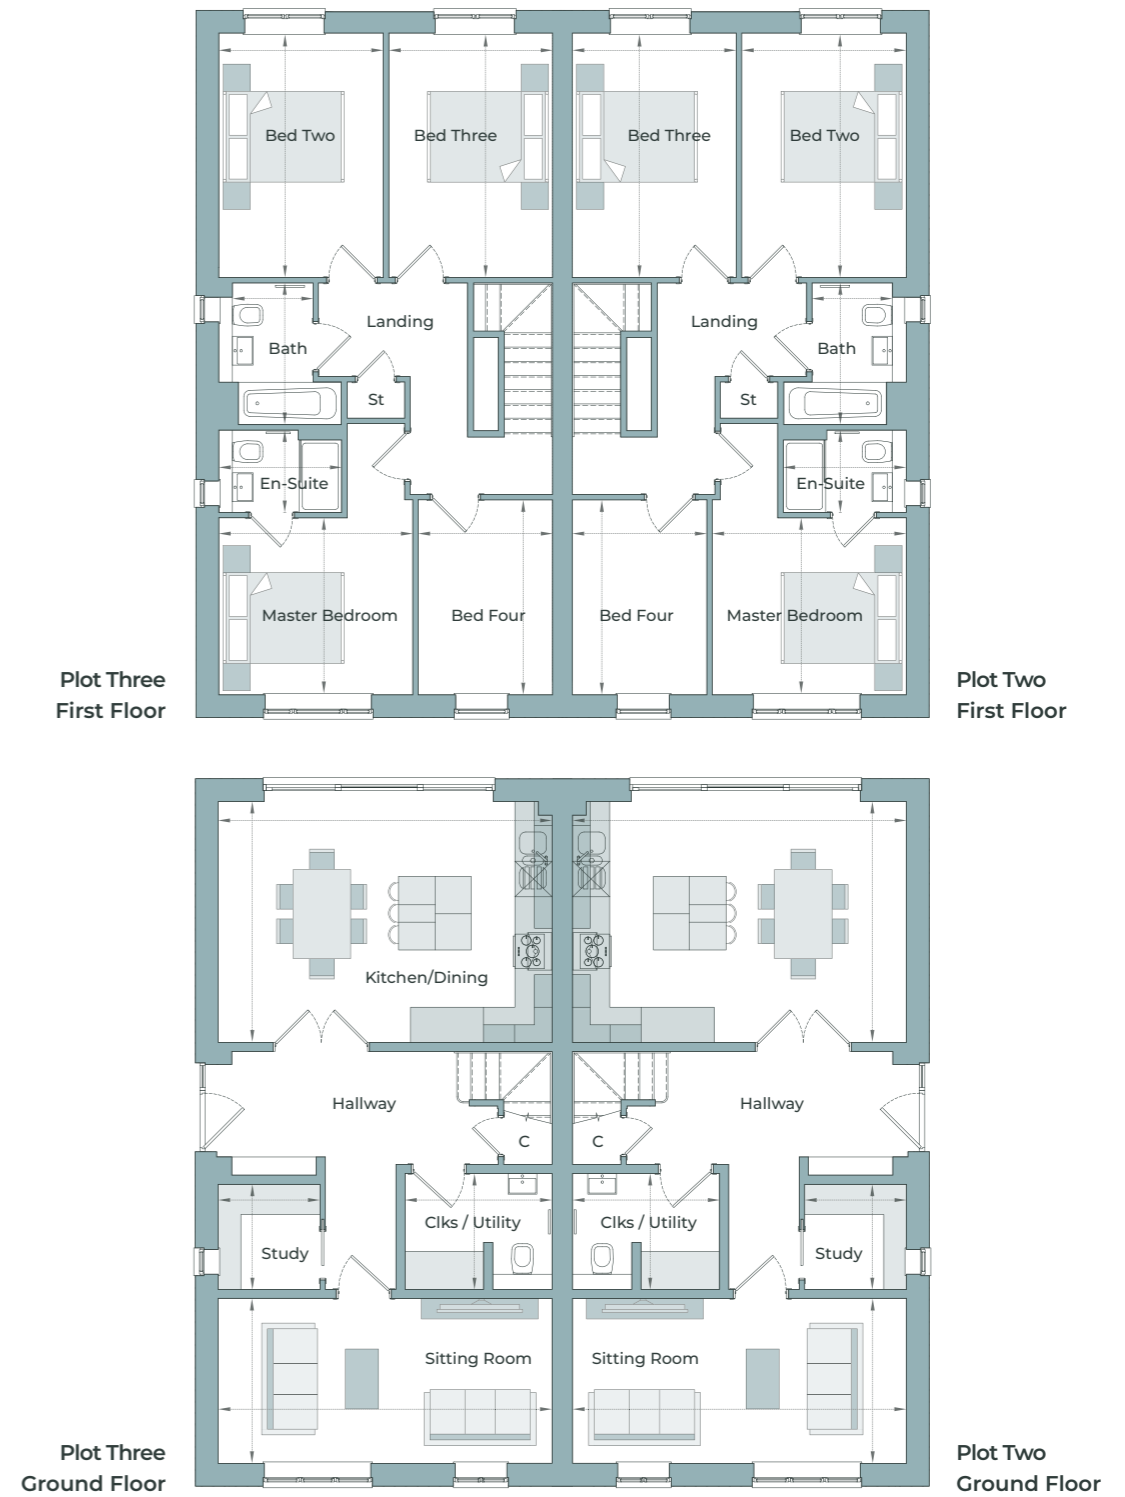 Bed Two
Bed Three
Bed Three
Bed Two
Landing
Landing
Bath
Bath
St
St
En-Suite
En-Suite
Master Bedroom
Bed Four
Bed Four
Master Bedroom
Plot Three
First Floor
Plot Two
First Floor
Kitchen/Dining
Hallway
Hallway
C
C
Clks / Utility
Clks / Utility
Study
Study
Sitting Room
Sitting Room
Plot Three
Ground Floor
Plot Two
Ground Floor